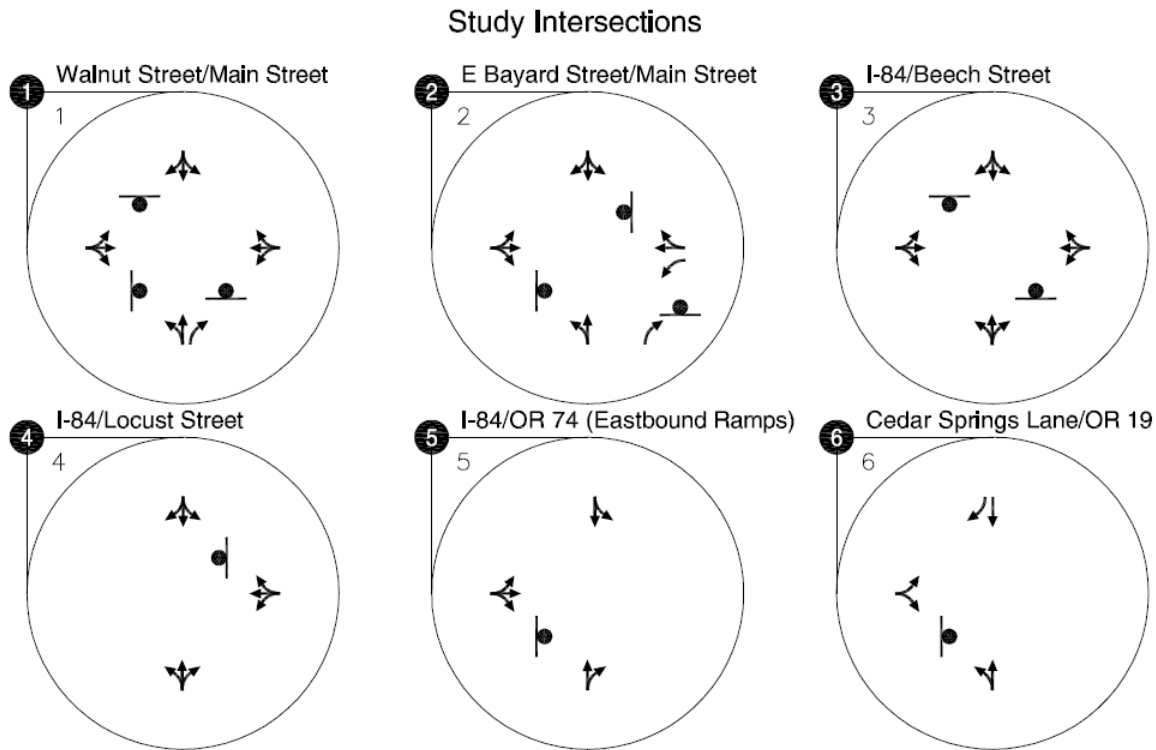 Study Intersections
1 Walnut Street/Main Street
1
2 E Bayard Street/Main Street
2
3 I-84/Beech Street
3
4 I-84/Locust Street
4
5 I-84/OR 74 (Eastbound Ramps)
5
6 Cedar Springs Lane/OR 19
6